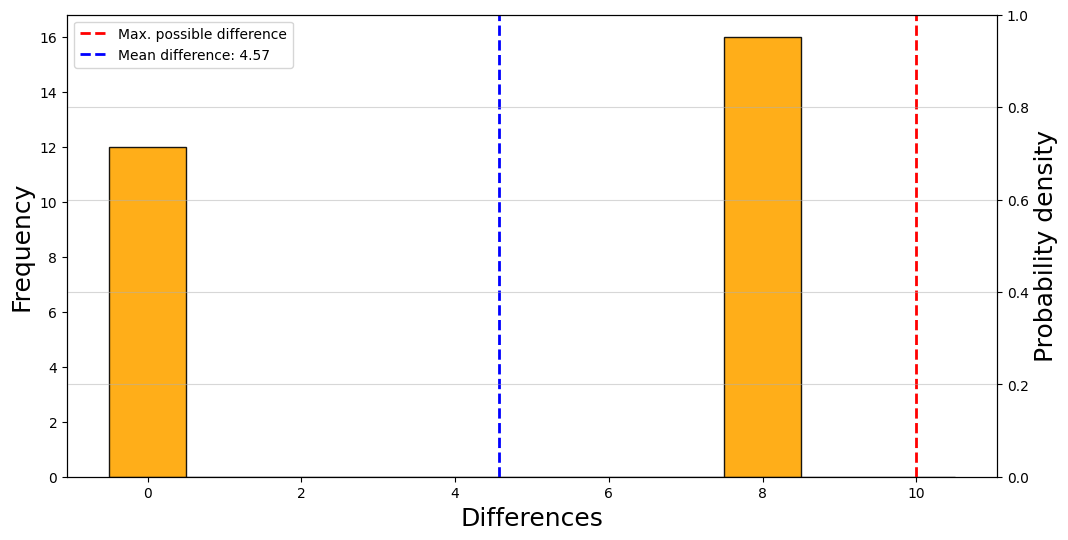 Max. possible difference
Mean difference: 4.57
Frequency
16
14
12
10
8
6
4
2
0
0 2 4 6 8 10
Differences
1.0
0.8
0.6
0.4
0.2
0.0
Probability density